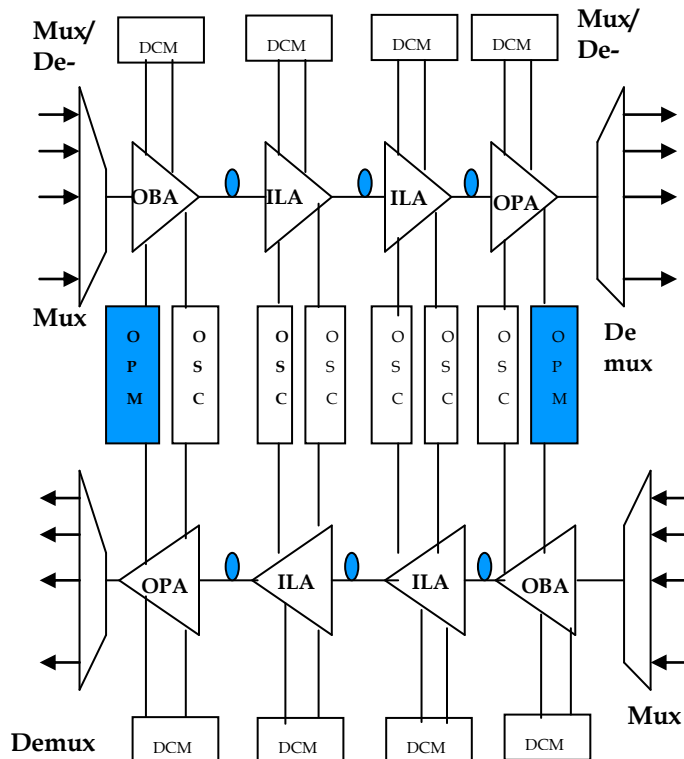 Mux/
De-
DCM
DCM
DCM
DCM
Mux/
De-
OBA
ILA
ILA
OPA
Mux
De
mux
O
P
M
O
S
C
O
S
C
O
S
C
O
S
C
O
S
C
O
S
C
O
P
M
OPA
ILA
ILA
OBA
Demux
DCM
DCM
DCM
DCM
Mux